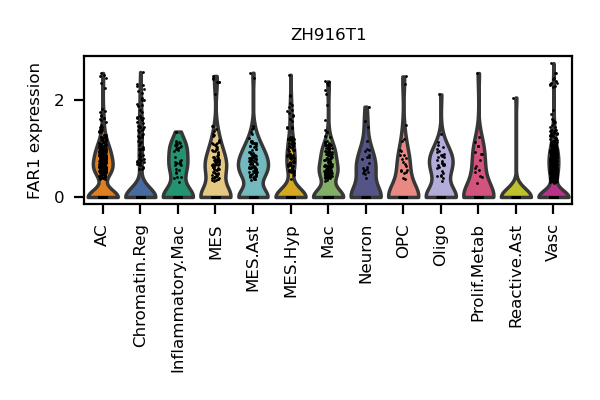 ZH916T1
FAR1 expression
2
0
AC
Chromatin.Reg
Inflammatory.Mac
MES
MES.Ast
MES.Hyp
Mac
Neuron
OPC
Oligo
Prolif.Metab
Reactive.Ast
Vasc